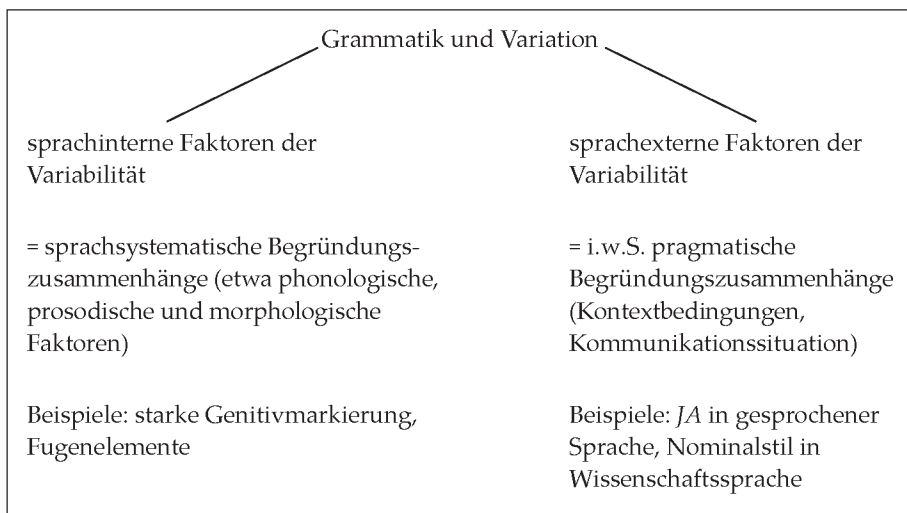 Grammatik und Variation
sprachinterne Faktoren der
Variabilität
= sprachsystematische Begründungs-
zusammenhänge (etwa phonologische,
prosodische und morphologische
Faktoren)
Beispiele: starke Genitivmarkierung,
Fugenelemente
sprachexterne Faktoren der
Variabilität
= i.w.S. pragmatische
Begründungszusammenhänge
(Kontextbedingungen,
Kommunikationssituation)
Beispiele: JA in gesprochener
Sprache, Nominalstil in
Wissenschaftssprache